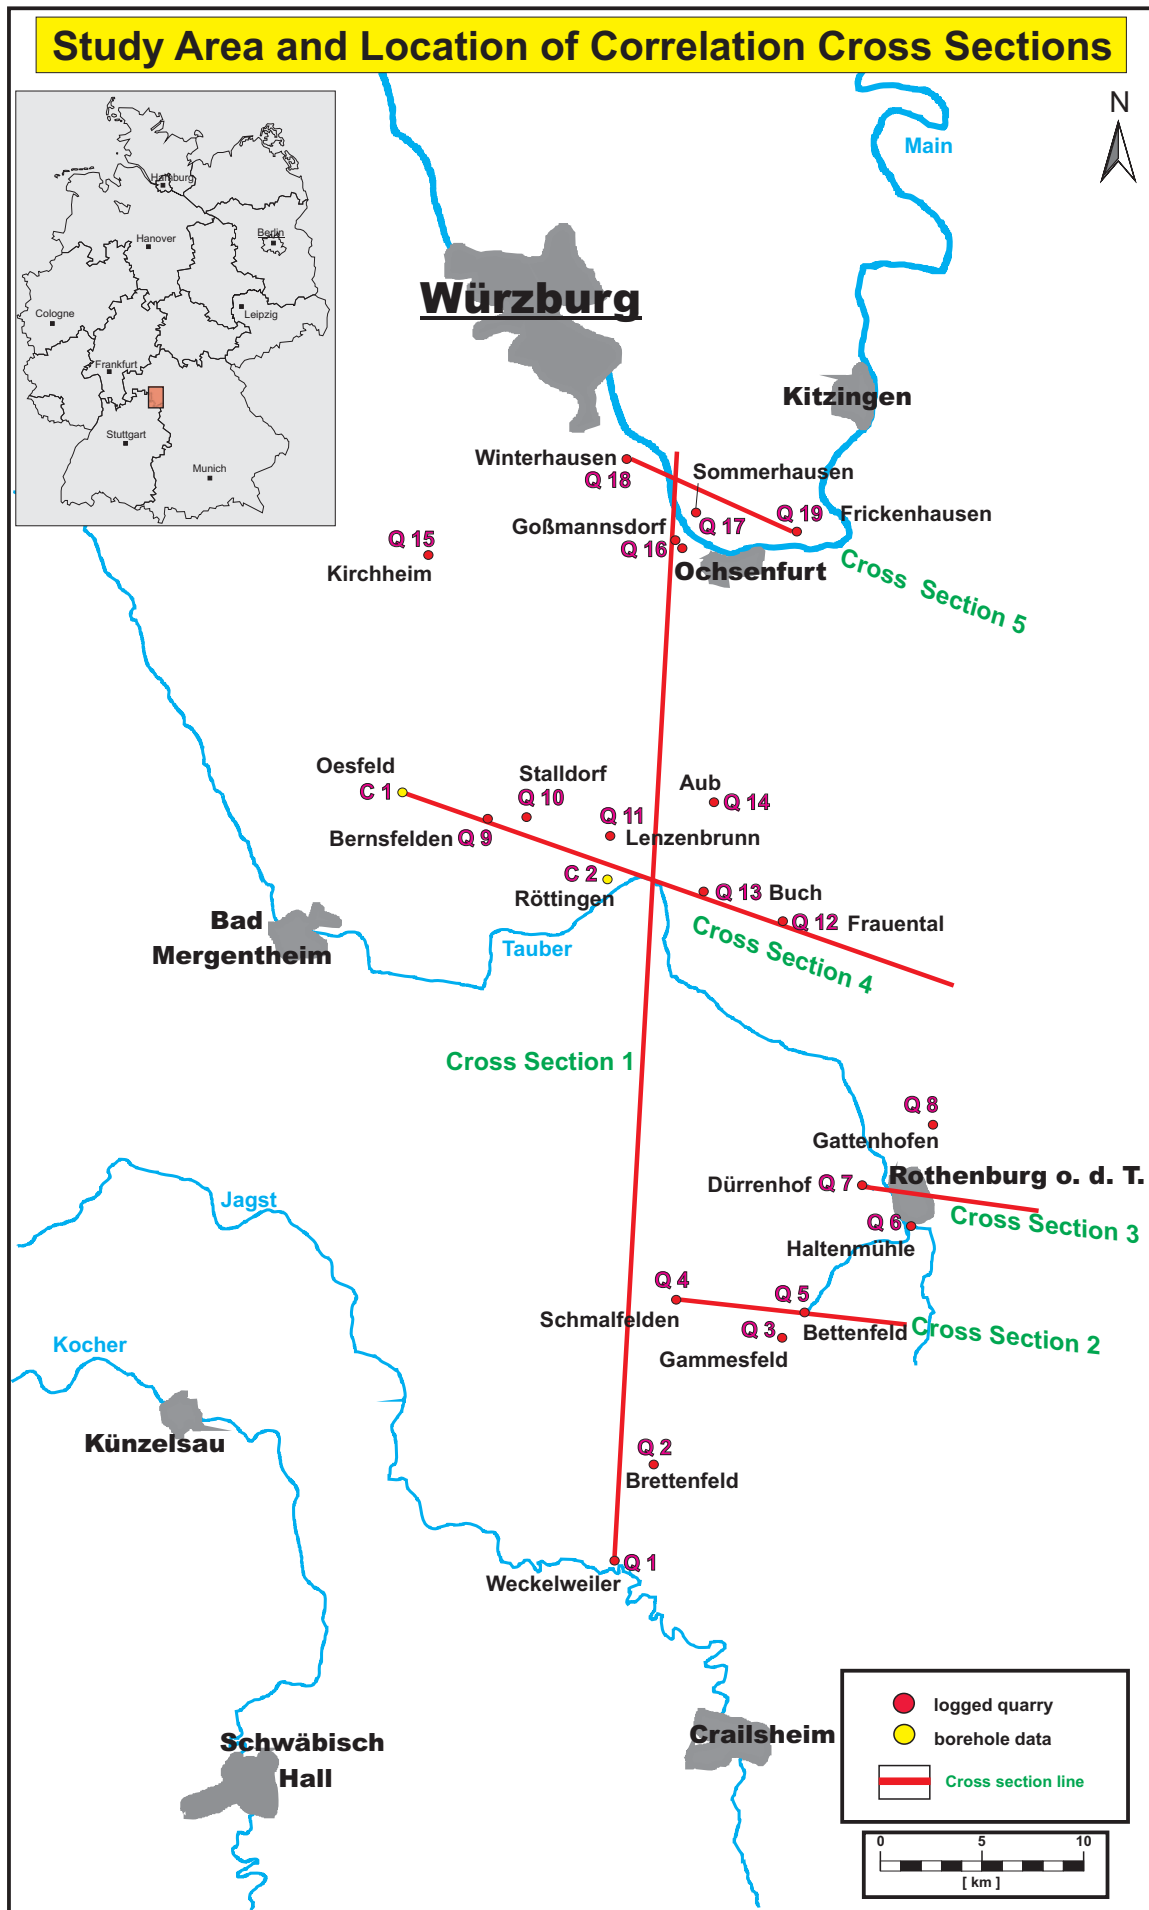 Study Area and Location of Correlation Cross Sections
Hamburg
Hanover
Berlin
Cologne
Leipzig
Frankfurt
Stuttgart
Munich
N
Main
Würzburg
Kitzingen
Winterhausen
Q 18
Sommerhausen
Q 17
Q 19
Frickenhausen
Goßmannsdorf
Q 16
Ochsenfurt
Cross Section 5
Q 15
Kirchheim
Oesfeld
C 1
Stalldorf
Q 10
Aub
Q 14
Bernsfelden
Q 9
Q 11
Lenzenbrunn
C 2
Röttingen
Q 13
Buch
Q 12
Frauental
Bad
Mergentheim
Tauber
Cross Section 4
Cross Section 1
Q 8
Gattenhofen
Dürrenhof
Q 7
Rothenburg o. d. T.
Q 6
Haltenmühle
Cross Section 3
Jagst
Q 4
Schmalfelden
Q 5
Bettenfeld
Q 3
Gammesfeld
Cross Section 2
Kocher
Künzelsau
Q 2
Brettenfeld
Q 1
Weckelweiler
Schwäbisch
Hall
Crailsheim
logged quarry
borehole data
Cross section line
0 5 10
[ km ]